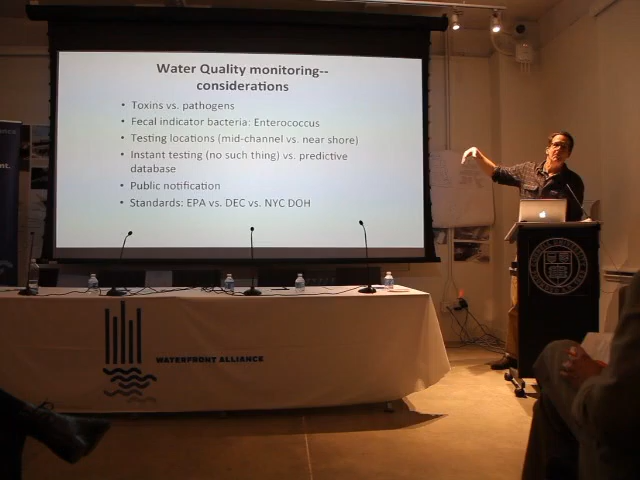 Water Quality monitoring--
considerations
• Toxins vs. pathogens
• Fecal indicator bacteria: Enterococcus
• Testing locations (mid-channel vs. near shore)
• Instant testing (no such thing) vs. predictive
database
• Public notification
• Standards: EPA vs. DEC vs. NYC DOH
WATERFRONT ALLIANCE